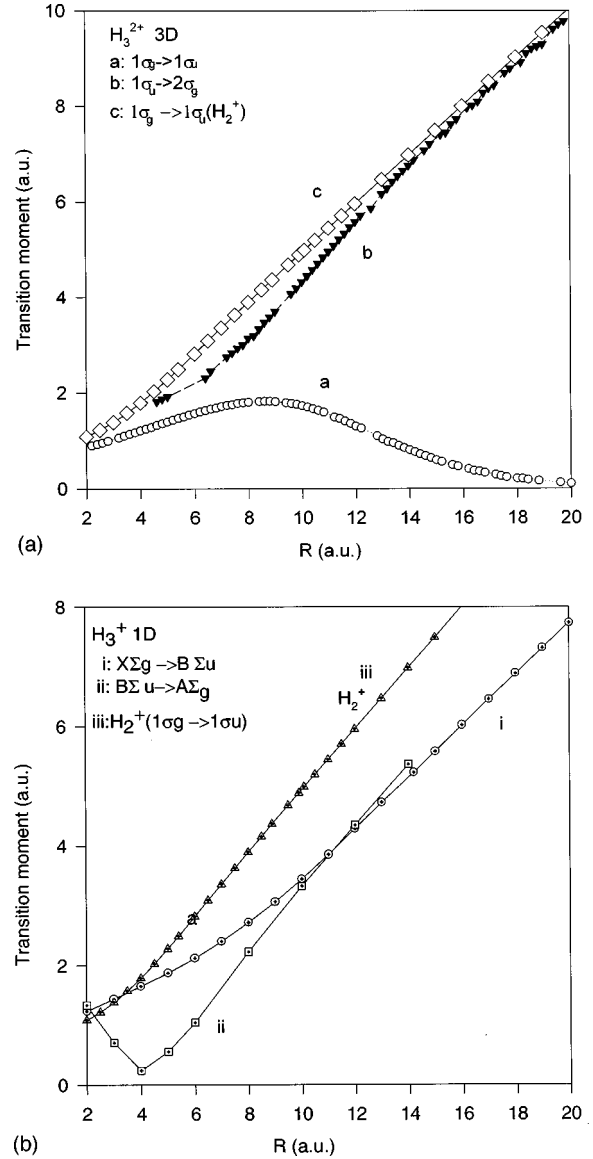 10
8
6
4
2
0
Transition moment (a.u.)
H₃²⁺ 3D
a: 1σg->1σu
b: 1σu->2σg
c: 1σg ->1σu(H₂⁺)
c
b
a
2 4 6 8 10 12 14 16 18 20
R (a.u.)
(a)
8
6
4
2
0
Transition moment (a.u.)
H₃⁺ 1D
i: XΣg ->B Σu
ii: BΣ u->AΣg
iii:H₂⁺(1σg ->1σu)
iii
H₂⁺
i
ii
2 4 6 8 10 12 14 16 18 20
R (a.u.)
(b)